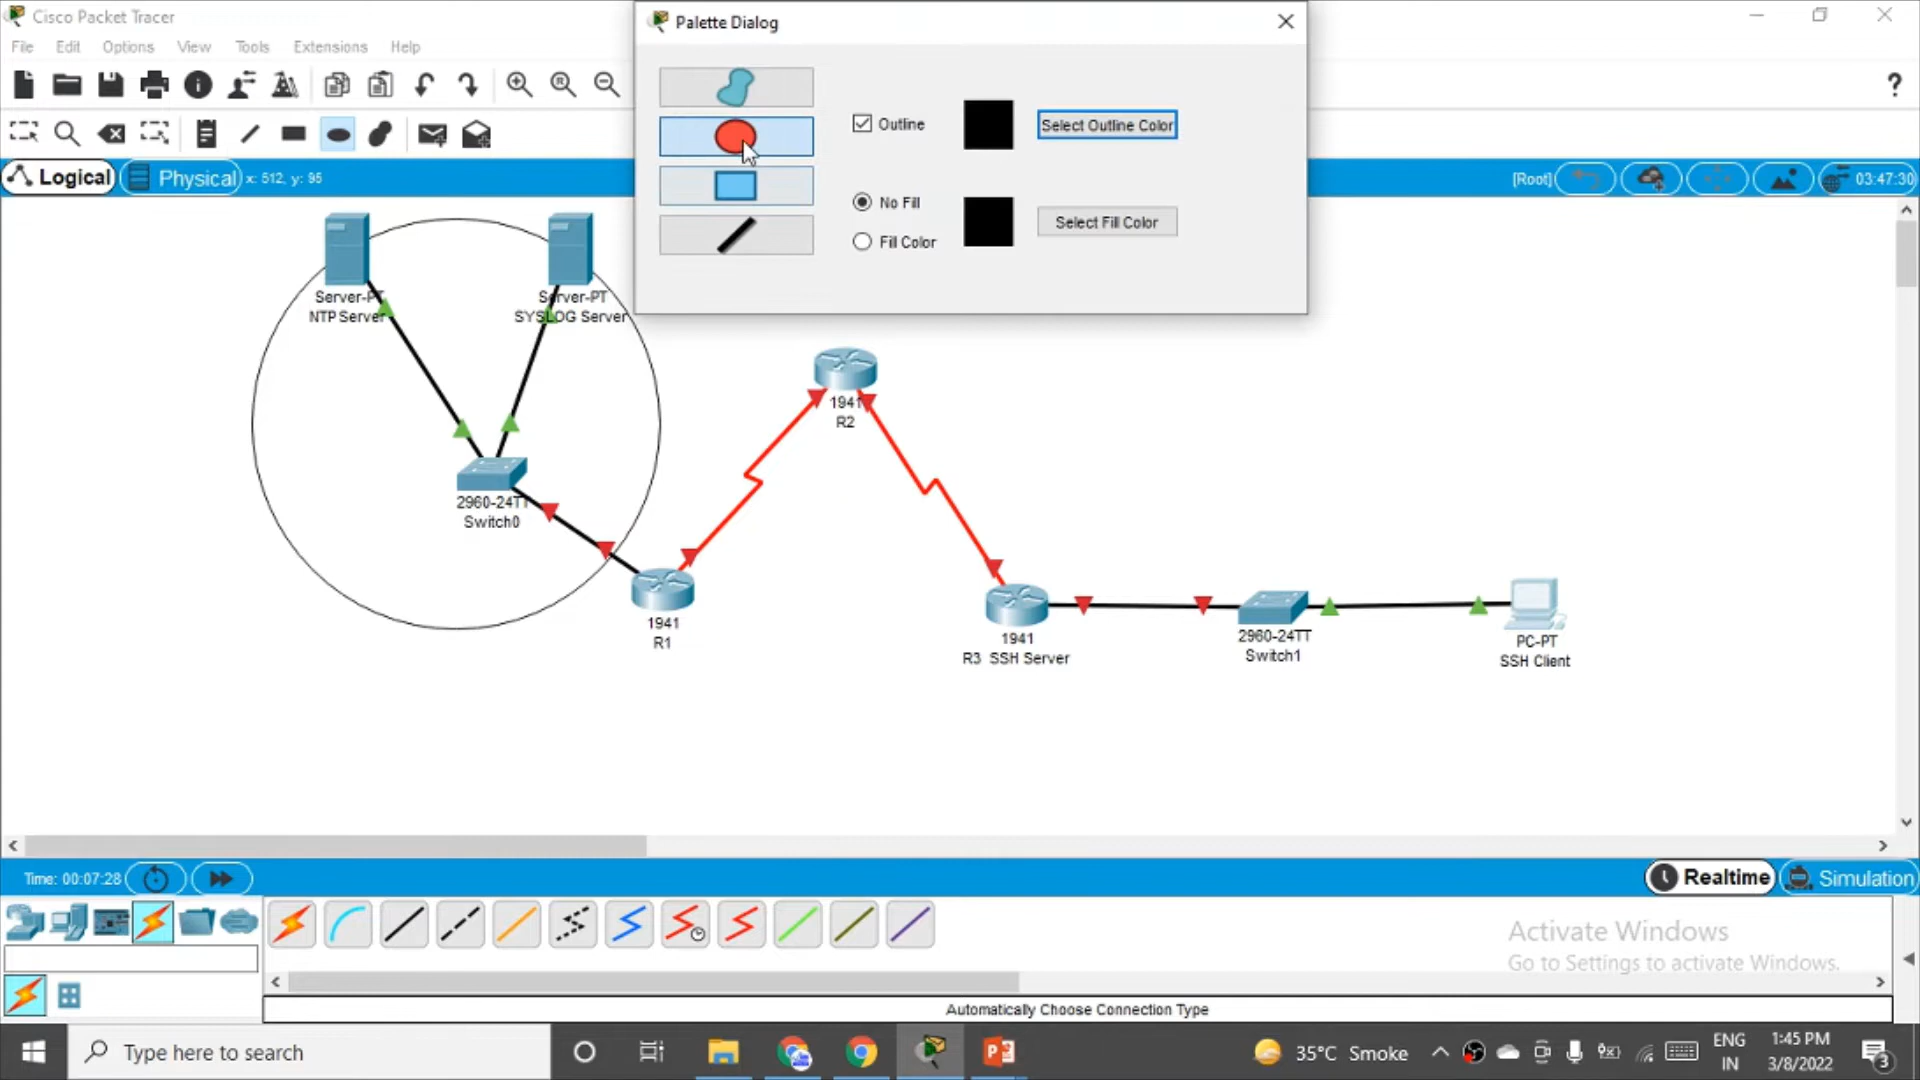 Cisco Packet Tracer
Palette Dialog
File Edit Options View Tools Extensions Help
Outline
Select Outline Color
No Fill
Fill Color
Select Fill Color
Logical
Physical
x: 512, y: 95
[Root]
03:47:30
Server-PT
NTP Server
Server-PT
SYSLOG Server
1941
R2
2960-24TT
Switch0
1941
R1
1941
R3 SSH Server
2960-24TT
Switch1
PC-PT
SSH Client
Time: 00:07:28
Realtime
Simulation
Activate Windows
Go to Settings to activate Windows.
Automatically Choose Connection Type
Type here to search
35°C Smoke
ENG
IN
1:45 PM
3/8/2022
3